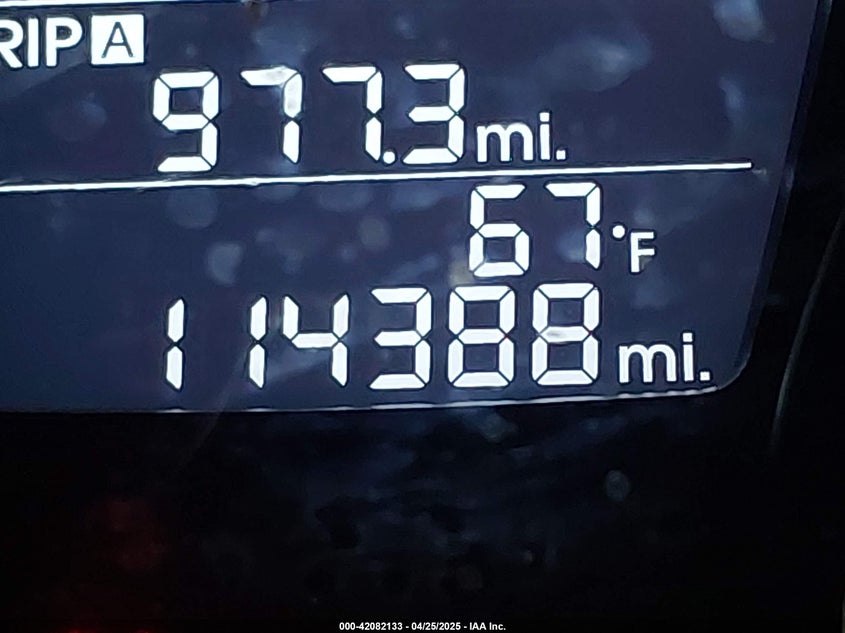 RIP A
977.3 mi.
67°F
114388 mi.
000-42082133 - 04/25/2025 - IAA Inc.